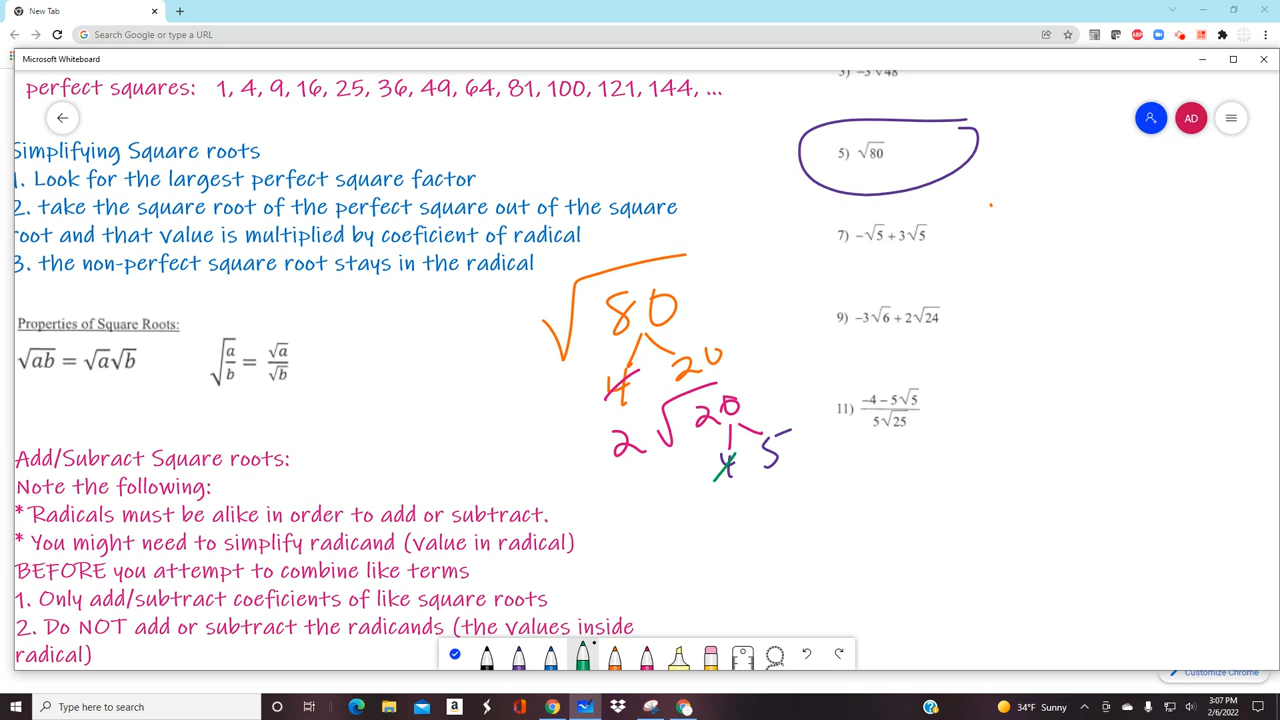 New Tab
Search Google or type a URL
Microsoft Whiteboard
perfect squares: 1, 4, 9, 16, 25, 36, 49, 64, 81, 100, 121, 144, ...
3) −3√48
AD
Simplifying Square roots
1. Look for the largest perfect square factor
2. take the square root of the perfect square out of the square
root and that value is multiplied by coeficient of radical
3. the non-perfect square root stays in the radical
5) √80
7) −√5 + 3√5
9) −3√6 + 2√24
11) (−4 − 5√5) / (5√25)
√80
4 20
2√20
4 5
Properties of Square Roots:
√ab = √a√b √(a/b) = √a/√b
Add/Subtract Square roots:
Note the following:
* Radicals must be alike in order to add or subtract.
* You might need to simplify radicand (value in radical)
BEFORE you attempt to combine like terms
1. Only add/subtract coeficients of like square roots
2. Do NOT add or subtract the radicands (the values inside
radical)
Customize Chrome
Type here to search
34°F Sunny
3:07 PM
2/6/2022